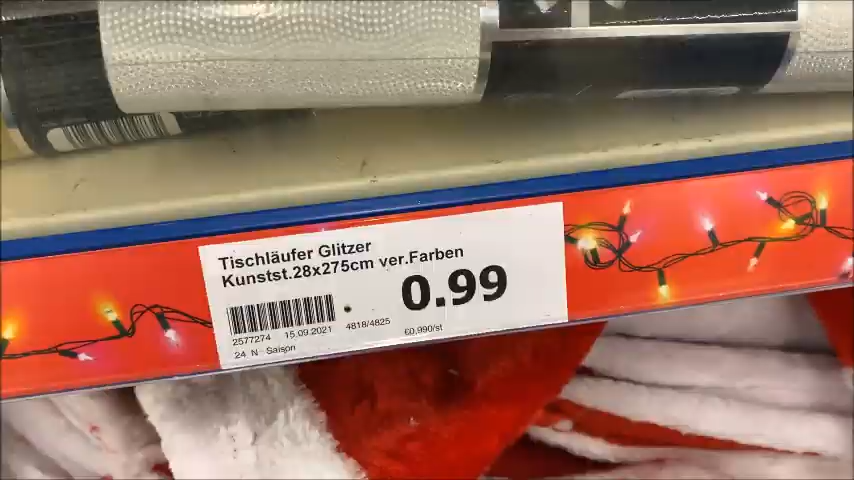 Tischläufer Glitzer
Kunstst.28x275cm ver.Farben
0.99
2577274 15.09.2021 4818/4825
€0,990/st
24 N Saison